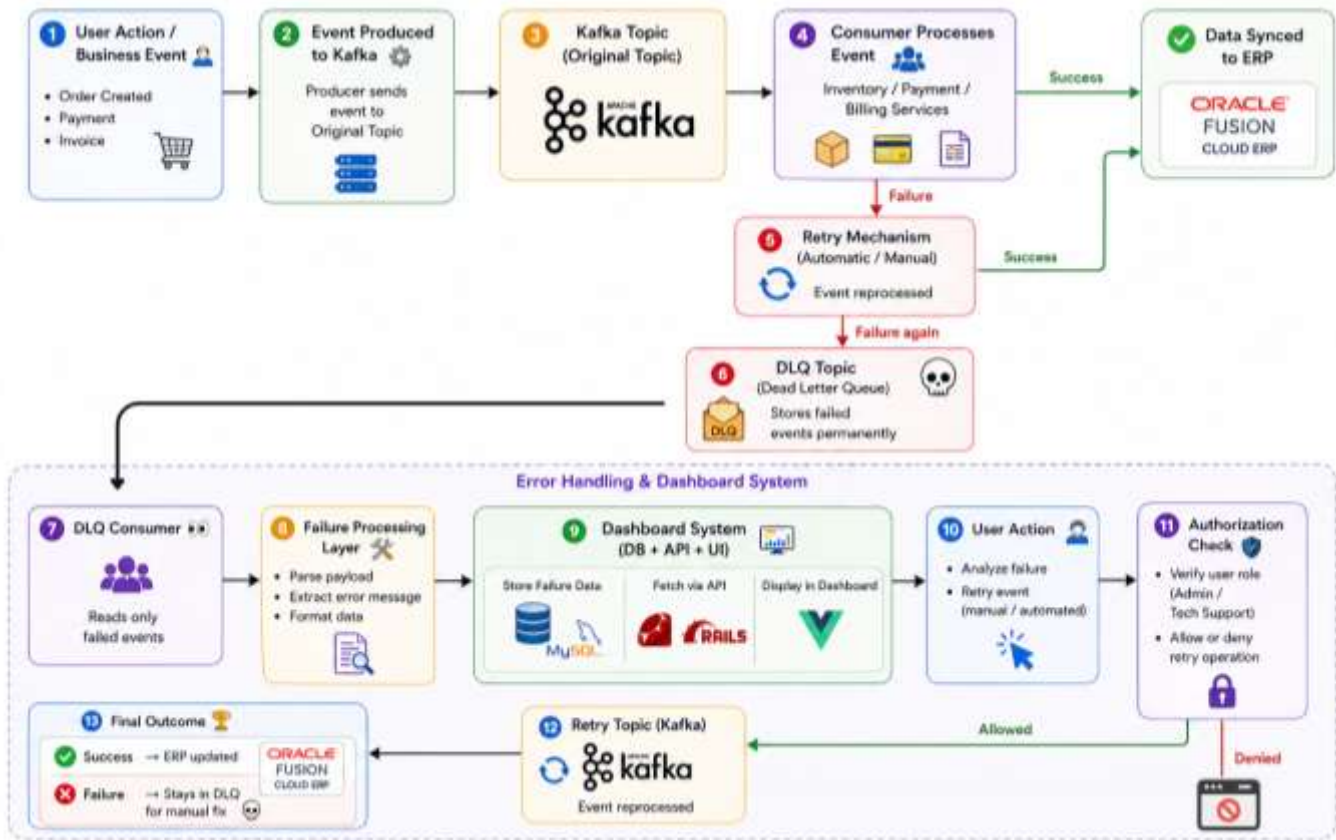 1 User Action /
Business Event
• Order Created
• Payment
• Invoice
2 Event Produced
to Kafka
Producer sends
event to
Original Topic
3 Kafka Topic
(Original Topic)
APACHE
kafka
4 Consumer Processes
Event
Inventory / Payment /
Billing Services
Success
Data Synced
to ERP
ORACLE
FUSION
CLOUD ERP
Failure
5 Retry Mechanism
(Automatic / Manual)
Event reprocessed
Success
Failure again
6 DLQ Topic
(Dead Letter Queue)
DLQ
Stores failed
events permanently
Error Handling & Dashboard System
7 DLQ Consumer
Reads only
failed events
8 Failure Processing
Layer
• Parse payload
• Extract error message
• Format data
9 Dashboard System
(DB + API + UI)
Store Failure Data
MySQL
Fetch via API
RAILS
Display in Dashboard
10 User Action
• Analyze failure
• Retry event
(manual / automated)
11 Authorization
Check
• Verify user role
(Admin /
Tech Support)
• Allow or deny
retry operation
Allowed
Denied
12 Retry Topic (Kafka)
APACHE
kafka
Event reprocessed
13 Final Outcome
Success → ERP updated
Failure → Stays in DLQ
for manual fix
ORACLE
FUSION
CLOUD ERP